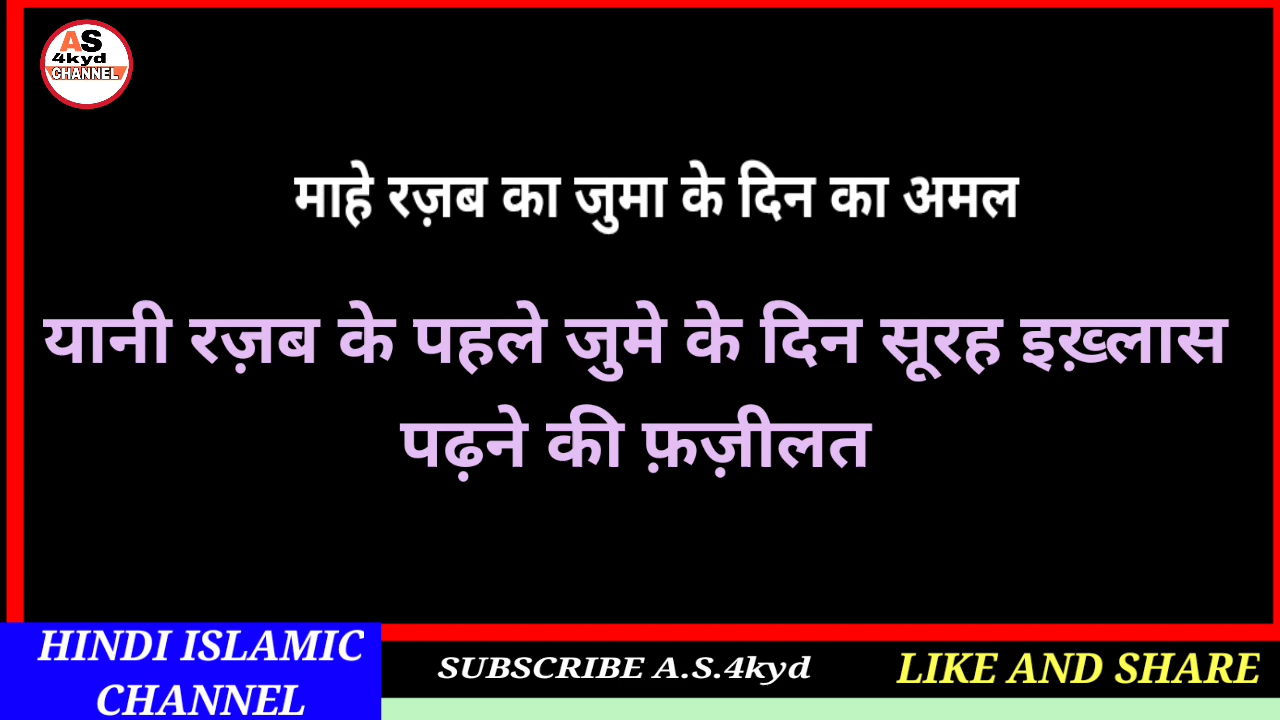 AS
4kyd
CHANNEL
माहे रज़ब का जुमा के दिन का अमल
यानी रज़ब के पहले जुमे के दिन सूरह इख़्लास
पढ़ने की फ़ज़ीलत
HINDI ISLAMIC
CHANNEL
SUBSCRIBE A.S.4kyd
LIKE AND SHARE